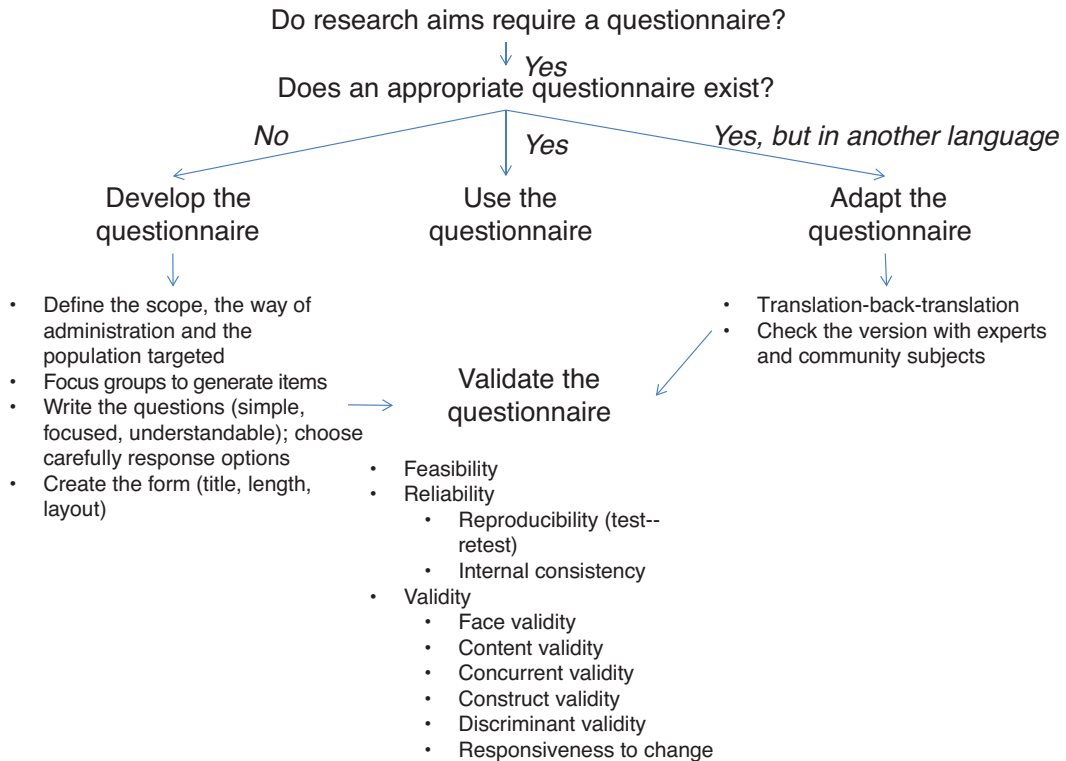 Do research aims require a questionnaire?
Yes
Does an appropriate questionnaire exist?
No
Yes
Yes, but in another language
Develop the
questionnaire
Use the
questionnaire
Adapt the
questionnaire
• Define the scope, the way of
administration and the
population targeted
• Focus groups to generate items
• Write the questions (simple,
focused, understandable); choose
carefully response options
• Create the form (title, length,
layout)
• Translation-back-translation
• Check the version with experts
and community subjects
Validate the
questionnaire
• Feasibility
• Reliability
• Reproducibility (test--
retest)
• Internal consistency
• Validity
• Face validity
• Content validity
• Concurrent validity
• Construct validity
• Discriminant validity
• Responsiveness to change